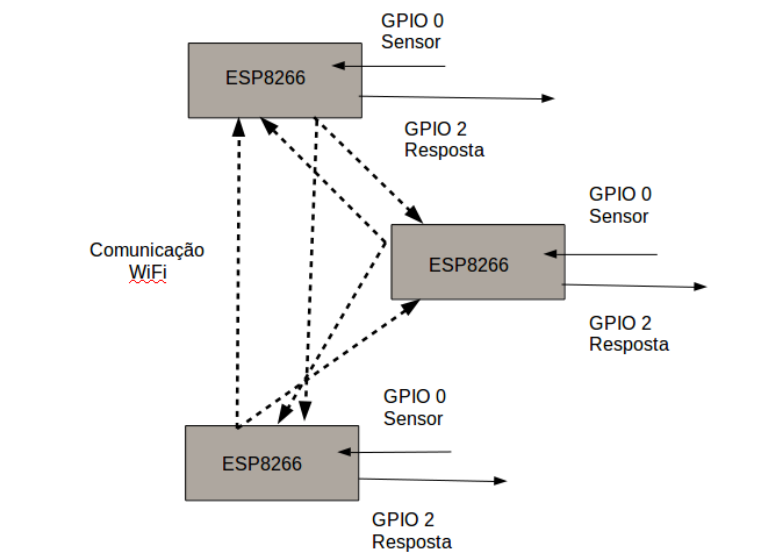 GPIO 0
Sensor
ESP8266
GPIO 2
Resposta
GPIO 0
Sensor
Comunicação
WiFi
ESP8266
GPIO 2
Resposta
GPIO 0
Sensor
ESP8266
GPIO 2
Resposta